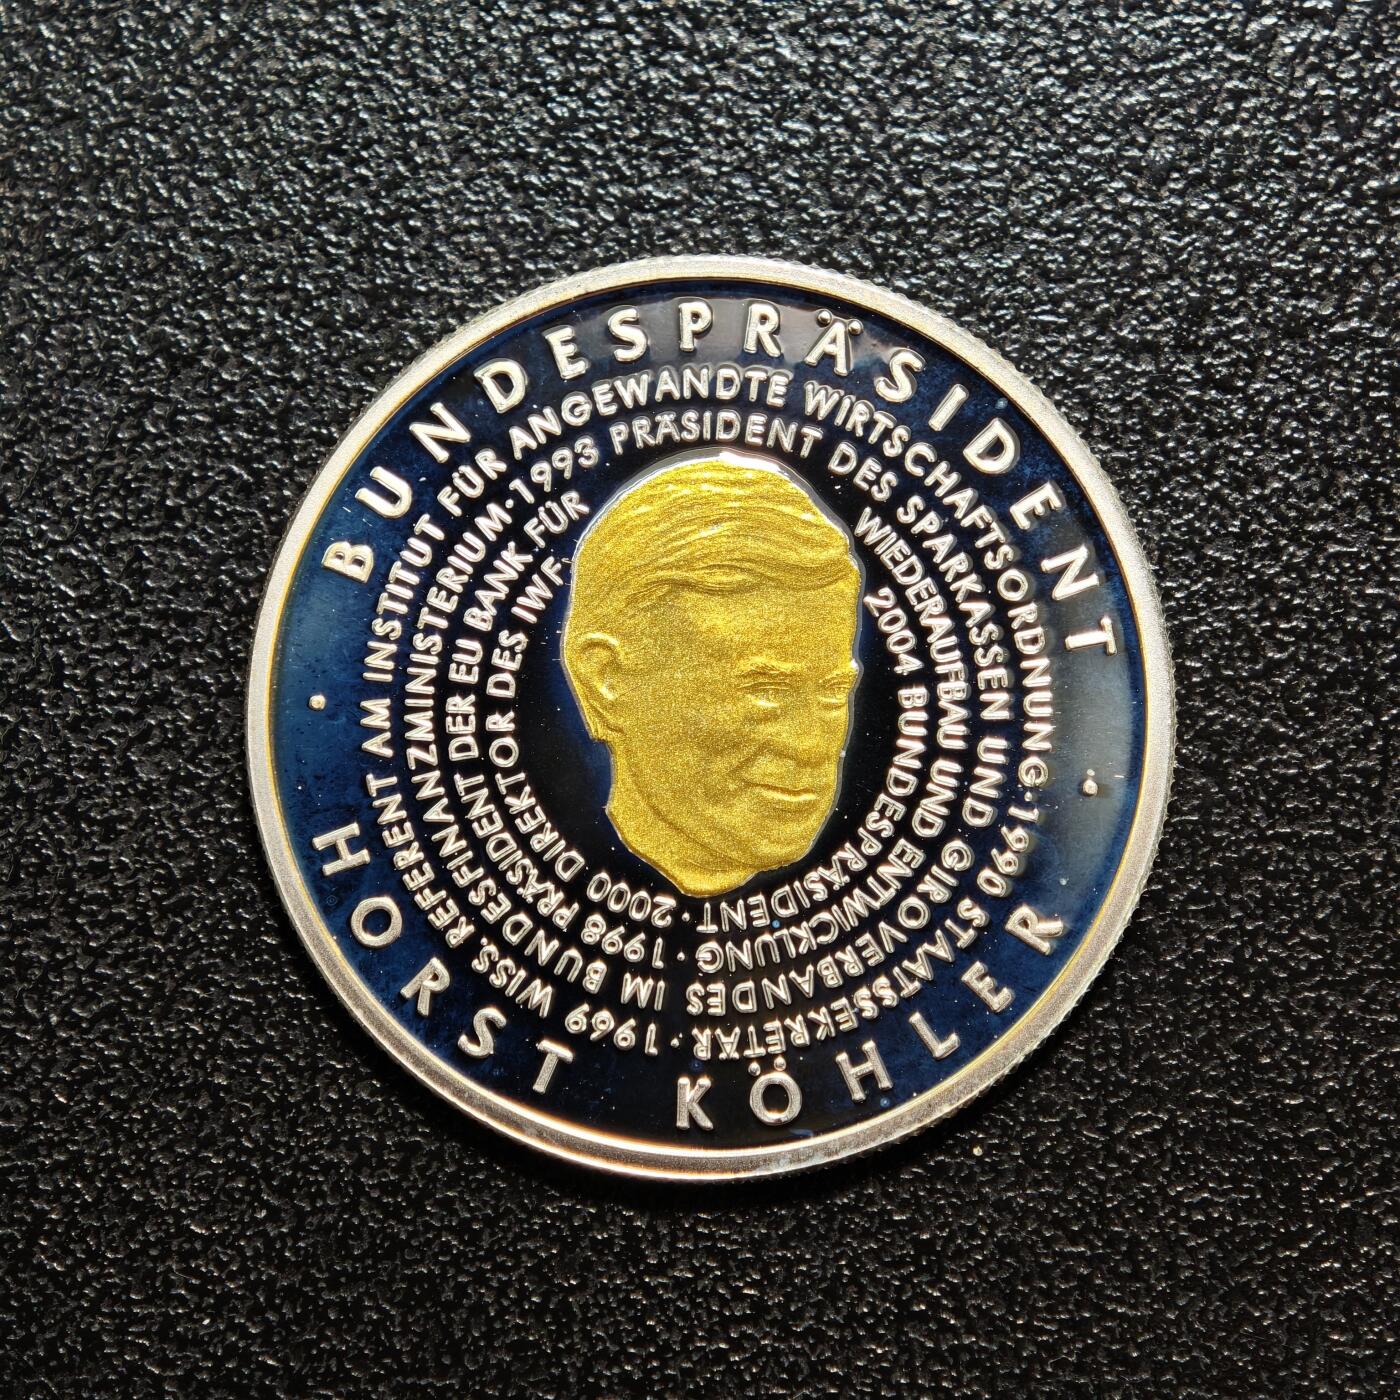 BUNDESPRÄSIDENT
· HORST KÖHLER ·
1969 WISS. REFERENT AM INSTITUT FÜR ANGEWANDTE WIRTSCHAFTSORDNUNG·1990 STAATSSEKRETÄR·
IM BUNDESFINANZMINISTERIUM·1993 PRÄSIDENT DES SPARKASSEN UND GIROVERBANDES
·1998 PRÄSIDENT DER EU BANK FÜR WIEDERAUFBAU UND ENTWICKLUNG
·2000 DIREKTOR DES IWF· 2004 BUNDESPRÄSIDENT